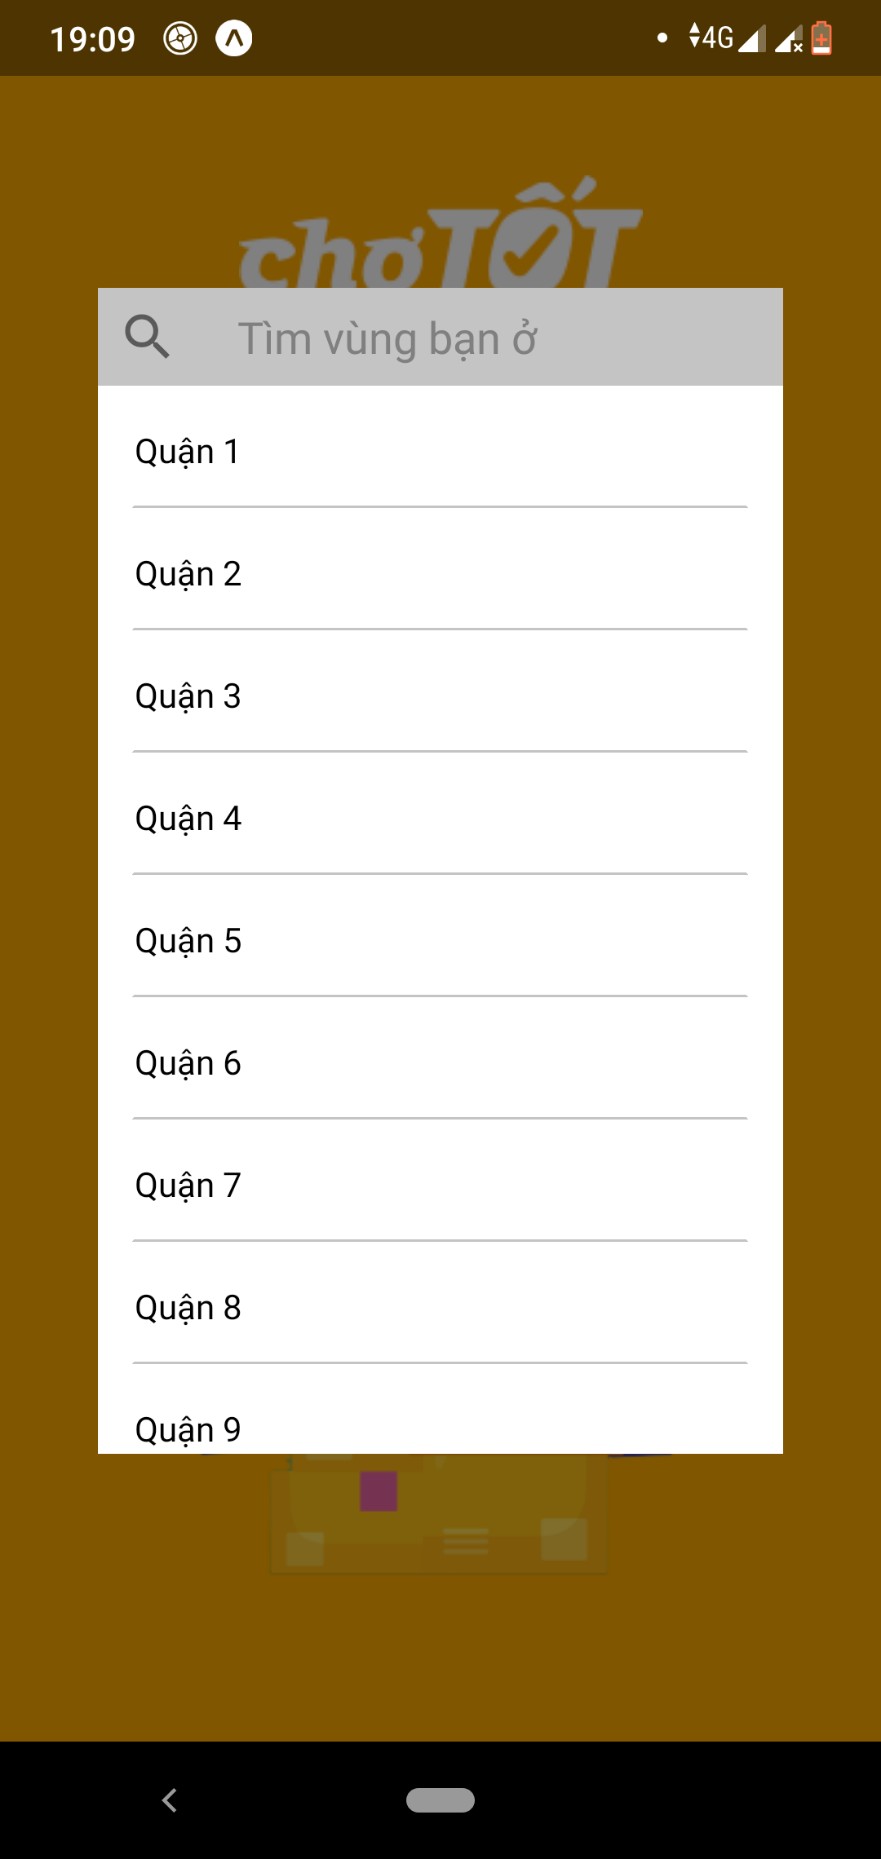 19:09
4G
chợTỐT
Tìm vùng bạn ở
Quận 1
Quận 2
Quận 3
Quận 4
Quận 5
Quận 6
Quận 7
Quận 8
Quận 9